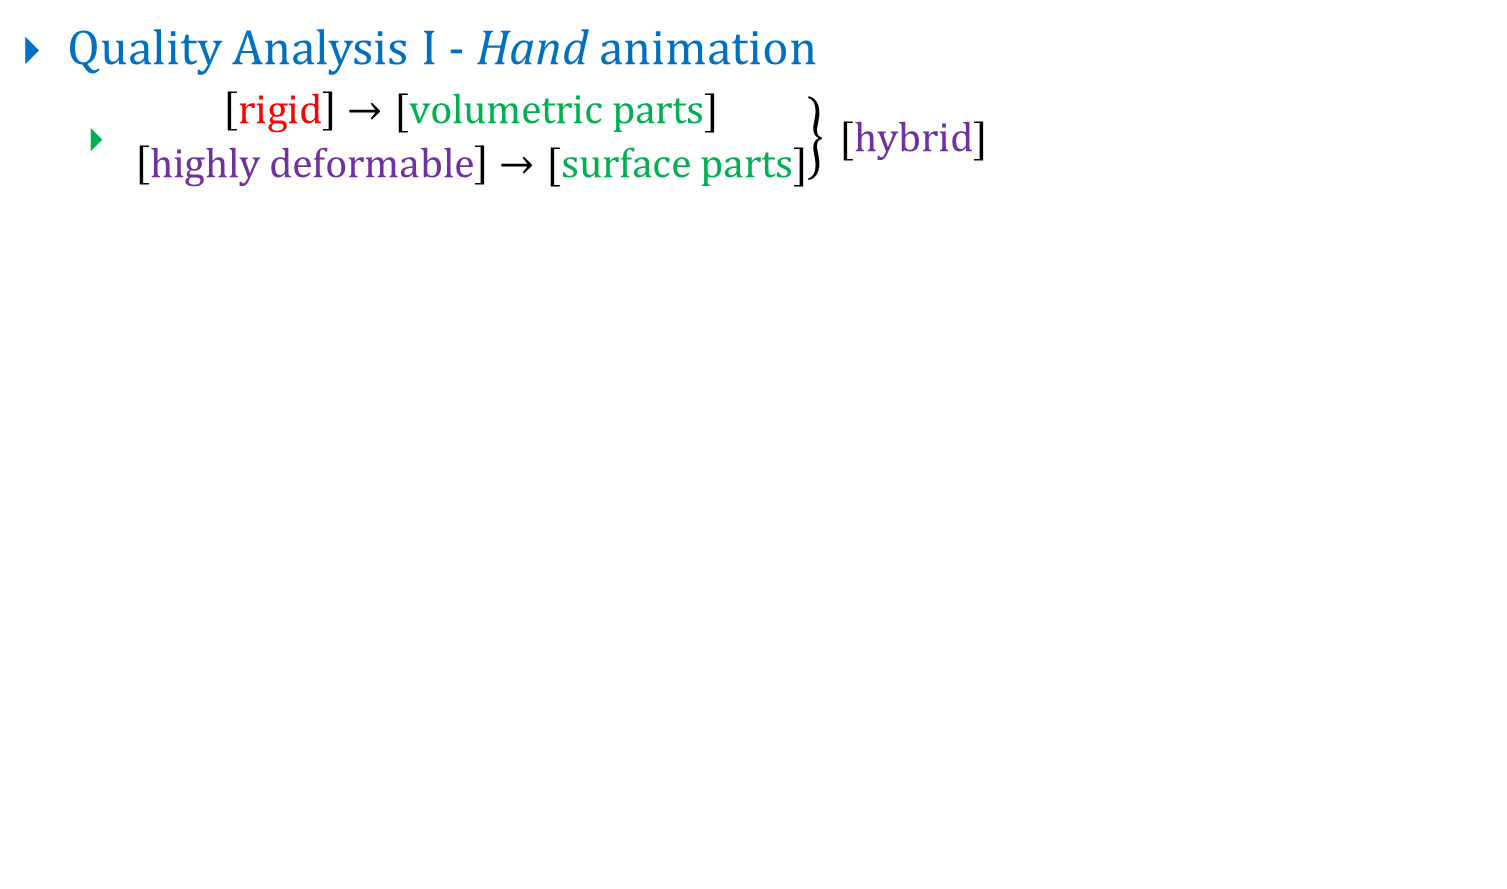 Quality Analysis I - Hand animation
[rigid] → [volumetric parts]
[highly deformable] → [surface parts]} [hybrid]